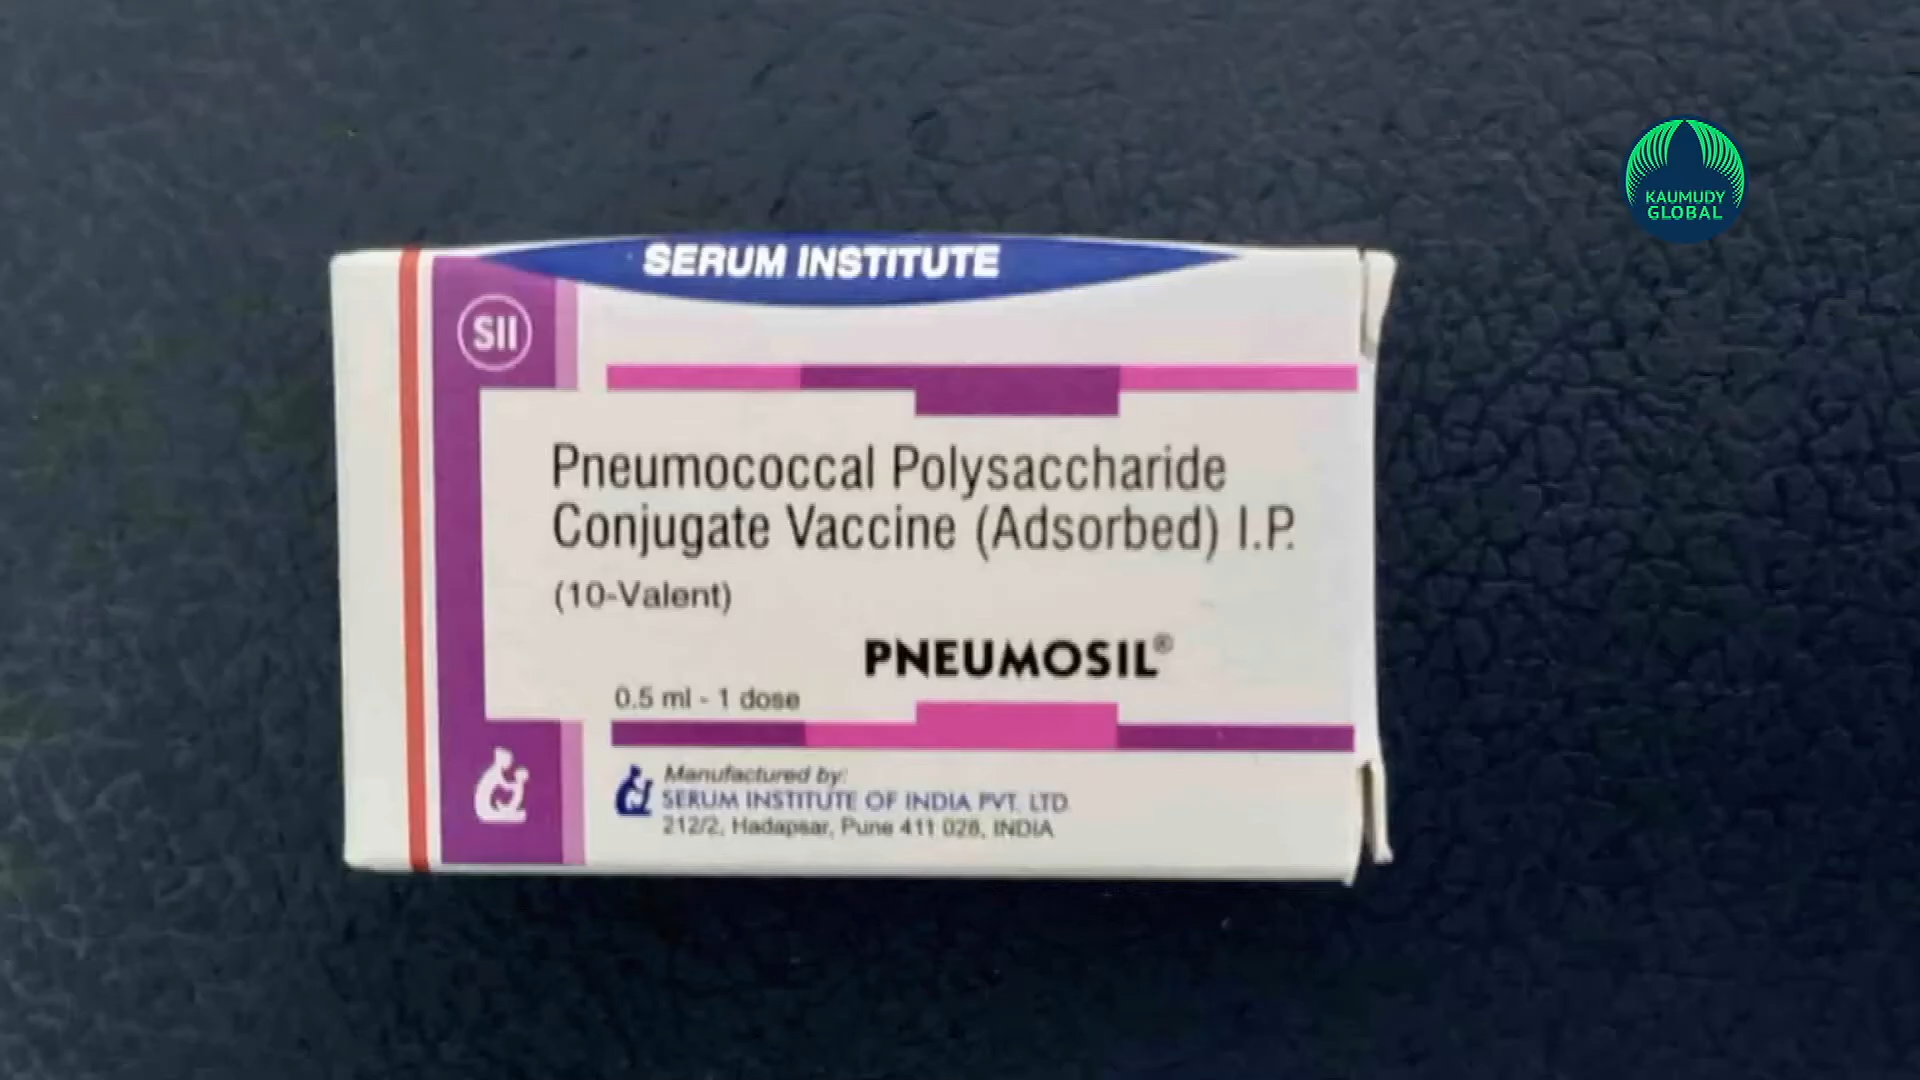 KAUMUDY
GLOBAL
SERUM INSTITUTE
SII
Pneumococcal Polysaccharide
Conjugate Vaccine (Adsorbed) I.P.
(10-Valent)
PNEUMOSIL®
0.5 ml - 1 dose
Manufactured by:
SERUM INSTITUTE OF INDIA PVT. LTD.
212/2, Hadapsar, Pune 411 028, INDIA